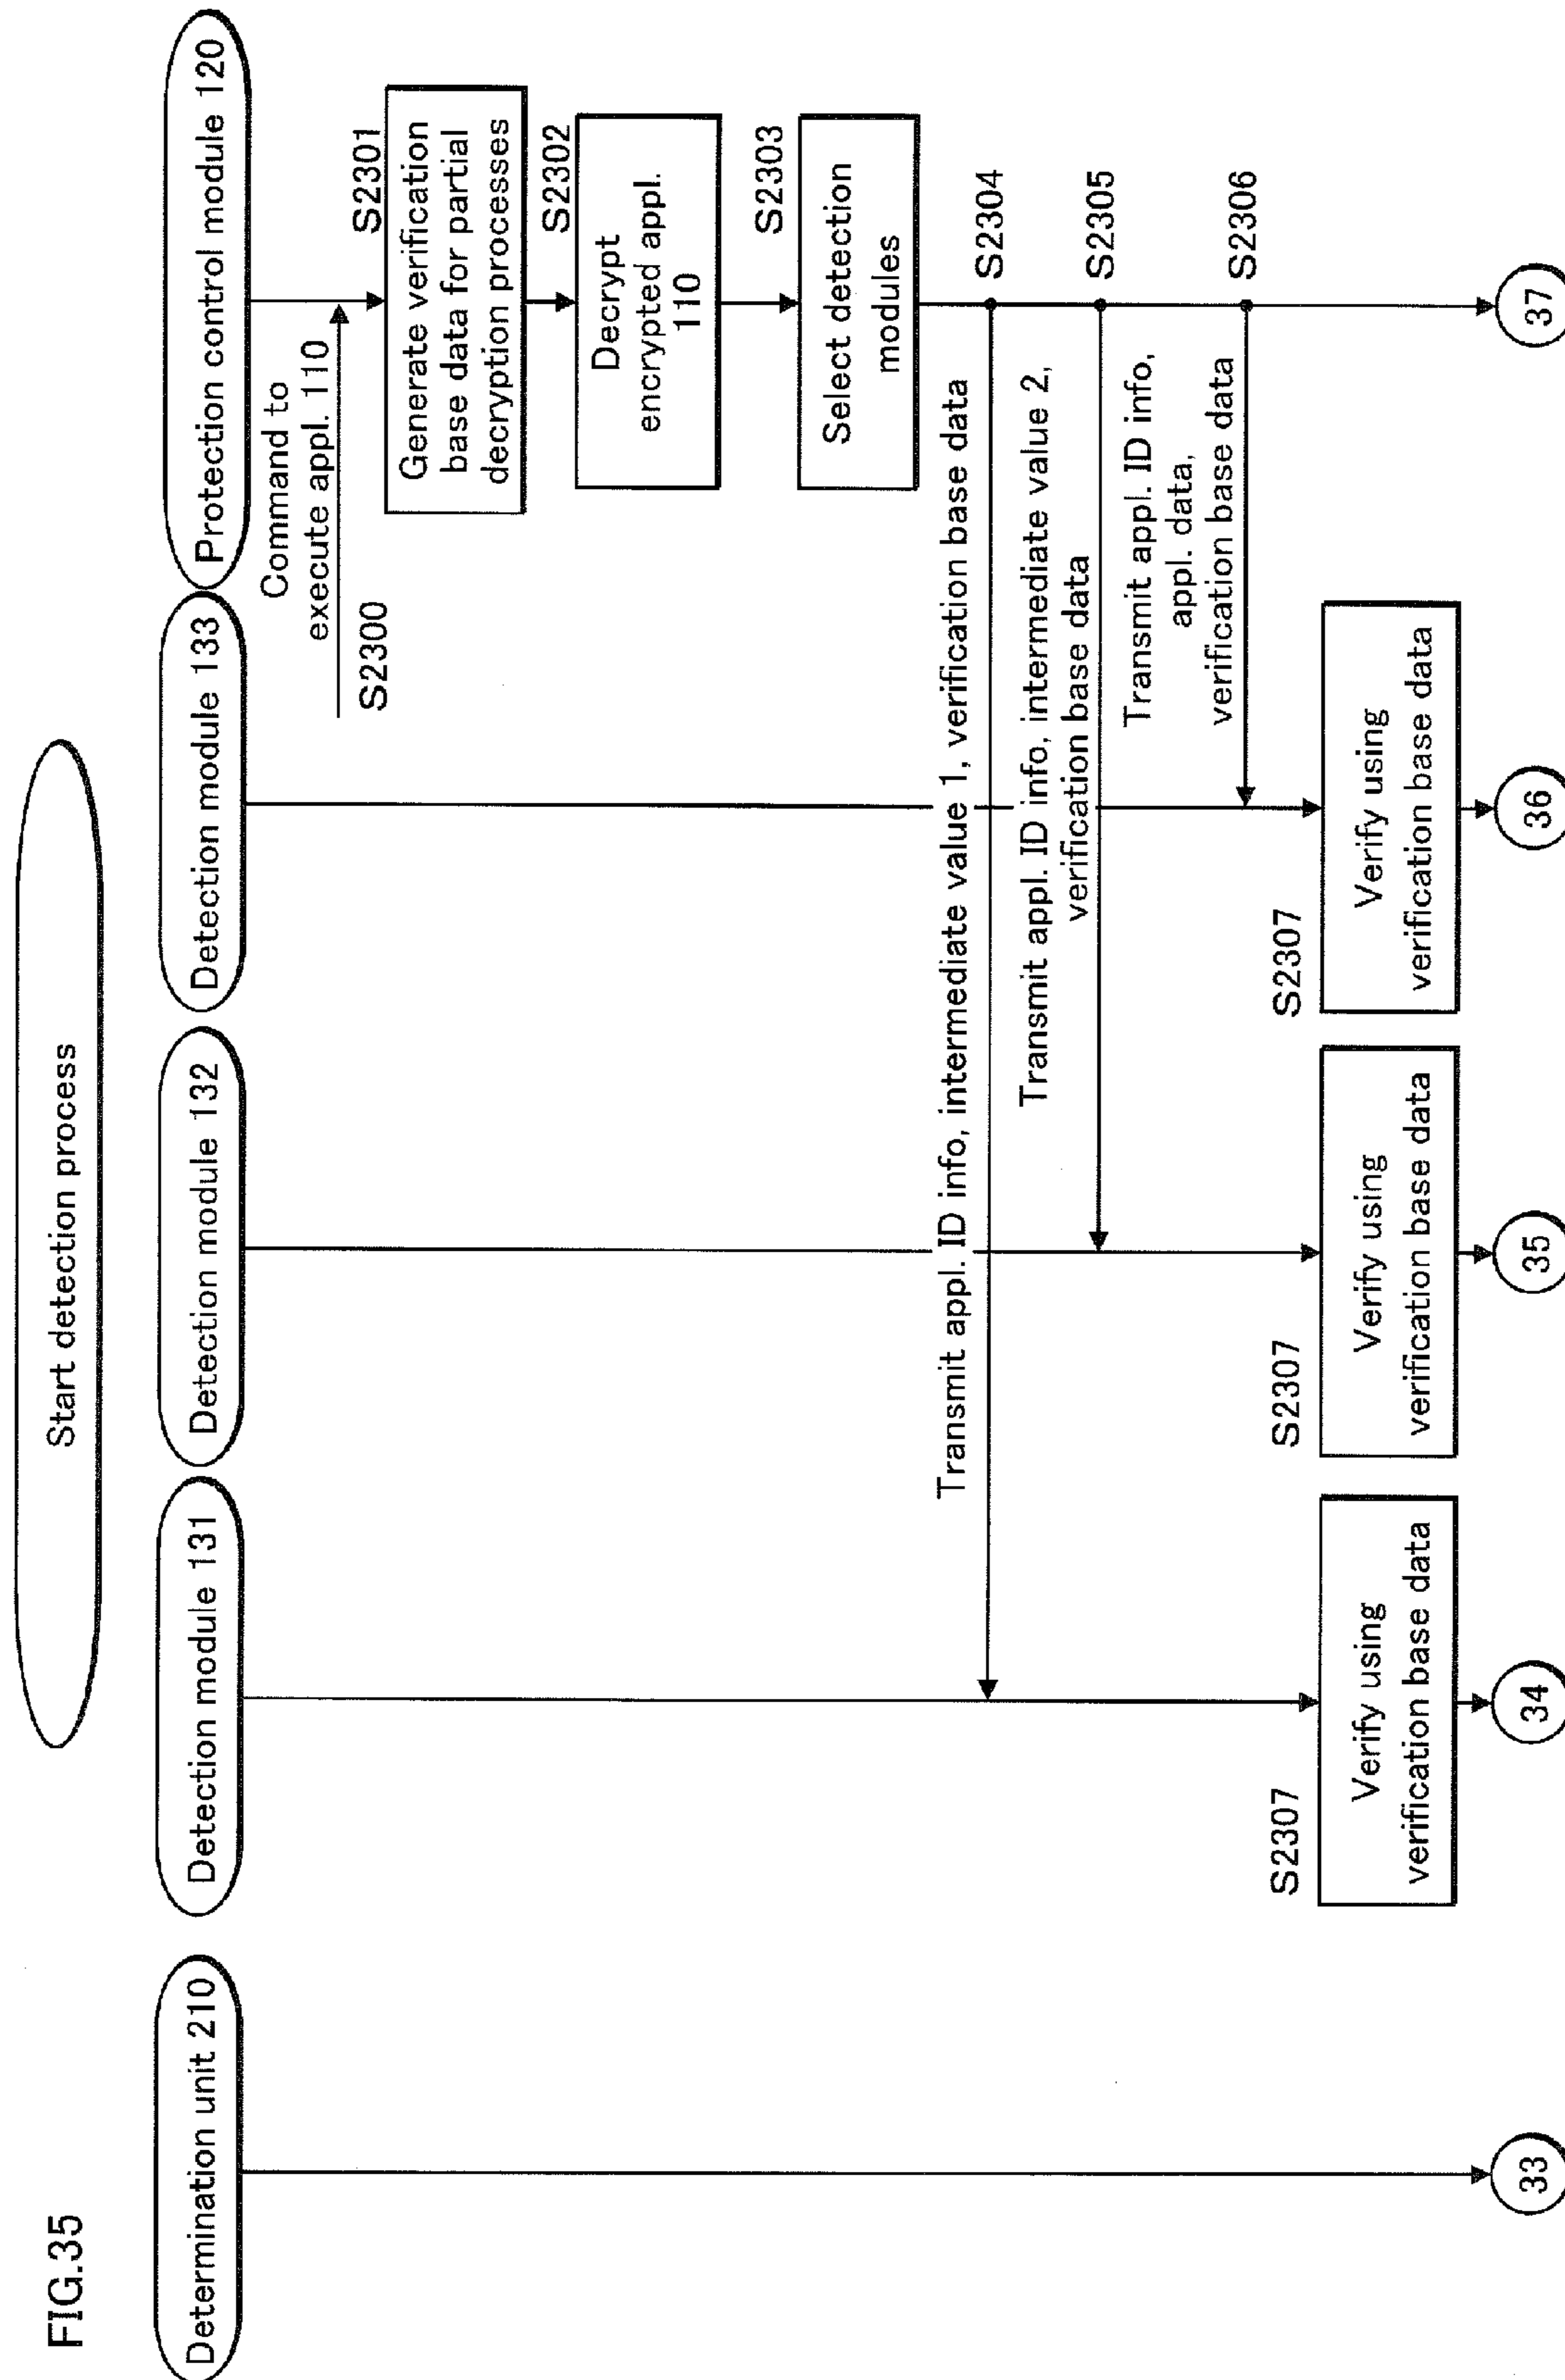 FIG.35
Start detection process
Determination unit 210
Detection module 131
Detection module 132
Detection module 133
Protection control module 120
Command to
execute appl. 110
S2300
S2301
Generate verification
base data for partial
decryption processes
S2302
Decrypt
encrypted appl.
110
S2303
Select detection
modules
S2304
Transmit appl. ID info, intermediate value 1, verification base data
S2305
Transmit appl. ID info, intermediate value 2,
verification base data
S2306
Transmit appl. ID info,
appl. data,
verification base data
S2307
Verify using
verification base data
S2307
Verify using
verification base data
S2307
Verify using
verification base data
33
34
35
36
37